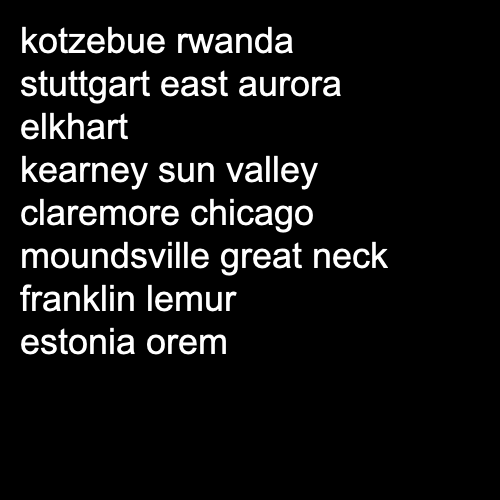 kotzebue rwanda
stuttgart east aurora
elkhart
kearney sun valley
claremore chicago
moundsville great neck
franklin lemur
estonia orem